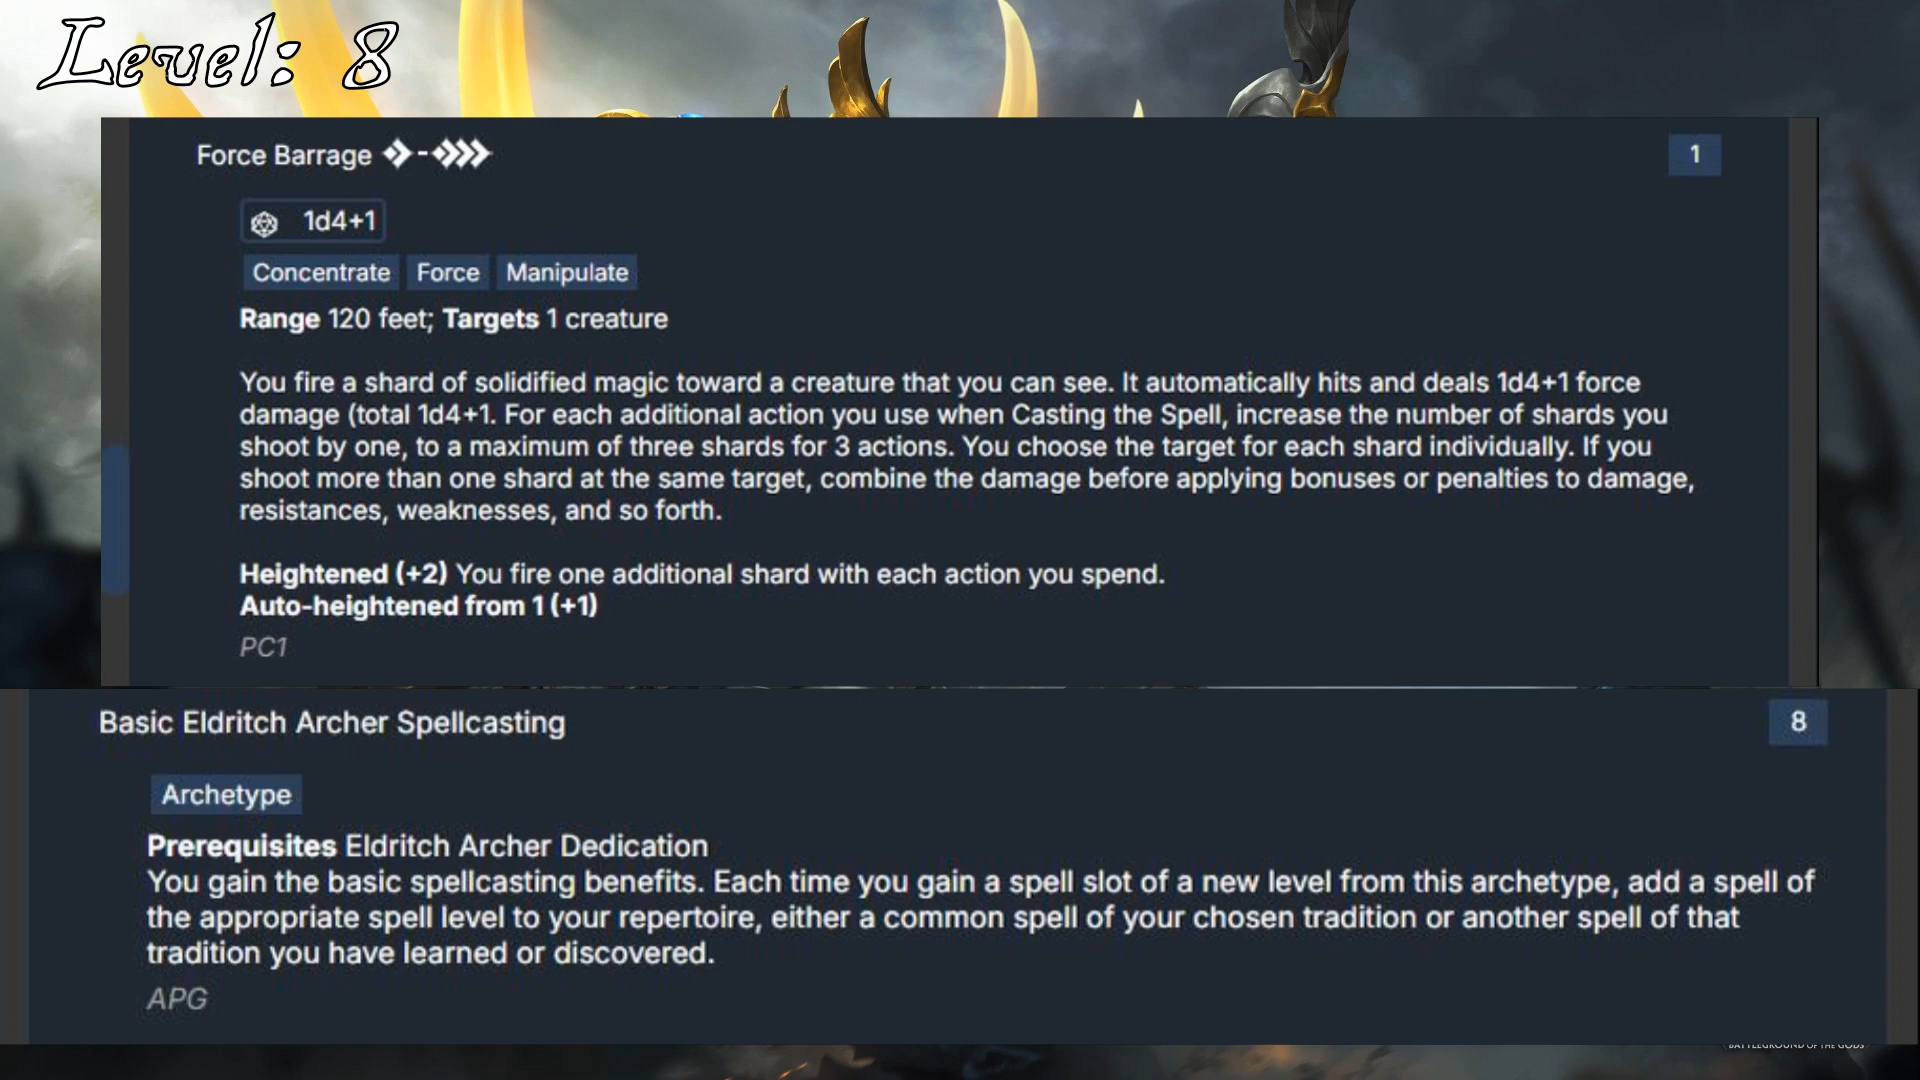 Level: 8
Force Barrage
1
1d4+1
Concentrate Force Manipulate
Range 120 feet; Targets 1 creature
You fire a shard of solidified magic toward a creature that you can see. It automatically hits and deals 1d4+1 force
damage (total 1d4+1. For each additional action you use when Casting the Spell, increase the number of shards you
shoot by one, to a maximum of three shards for 3 actions. You choose the target for each shard individually. If you
shoot more than one shard at the same target, combine the damage before applying bonuses or penalties to damage,
resistances, weaknesses, and so forth.
Heightened (+2) You fire one additional shard with each action you spend.
Auto-heightened from 1 (+1)
PC1
Basic Eldritch Archer Spellcasting
8
Archetype
Prerequisites Eldritch Archer Dedication
You gain the basic spellcasting benefits. Each time you gain a spell slot of a new level from this archetype, add a spell of
the appropriate spell level to your repertoire, either a common spell of your chosen tradition or another spell of that
tradition you have learned or discovered.
APG
BATTLEGROUND OF THE GODS